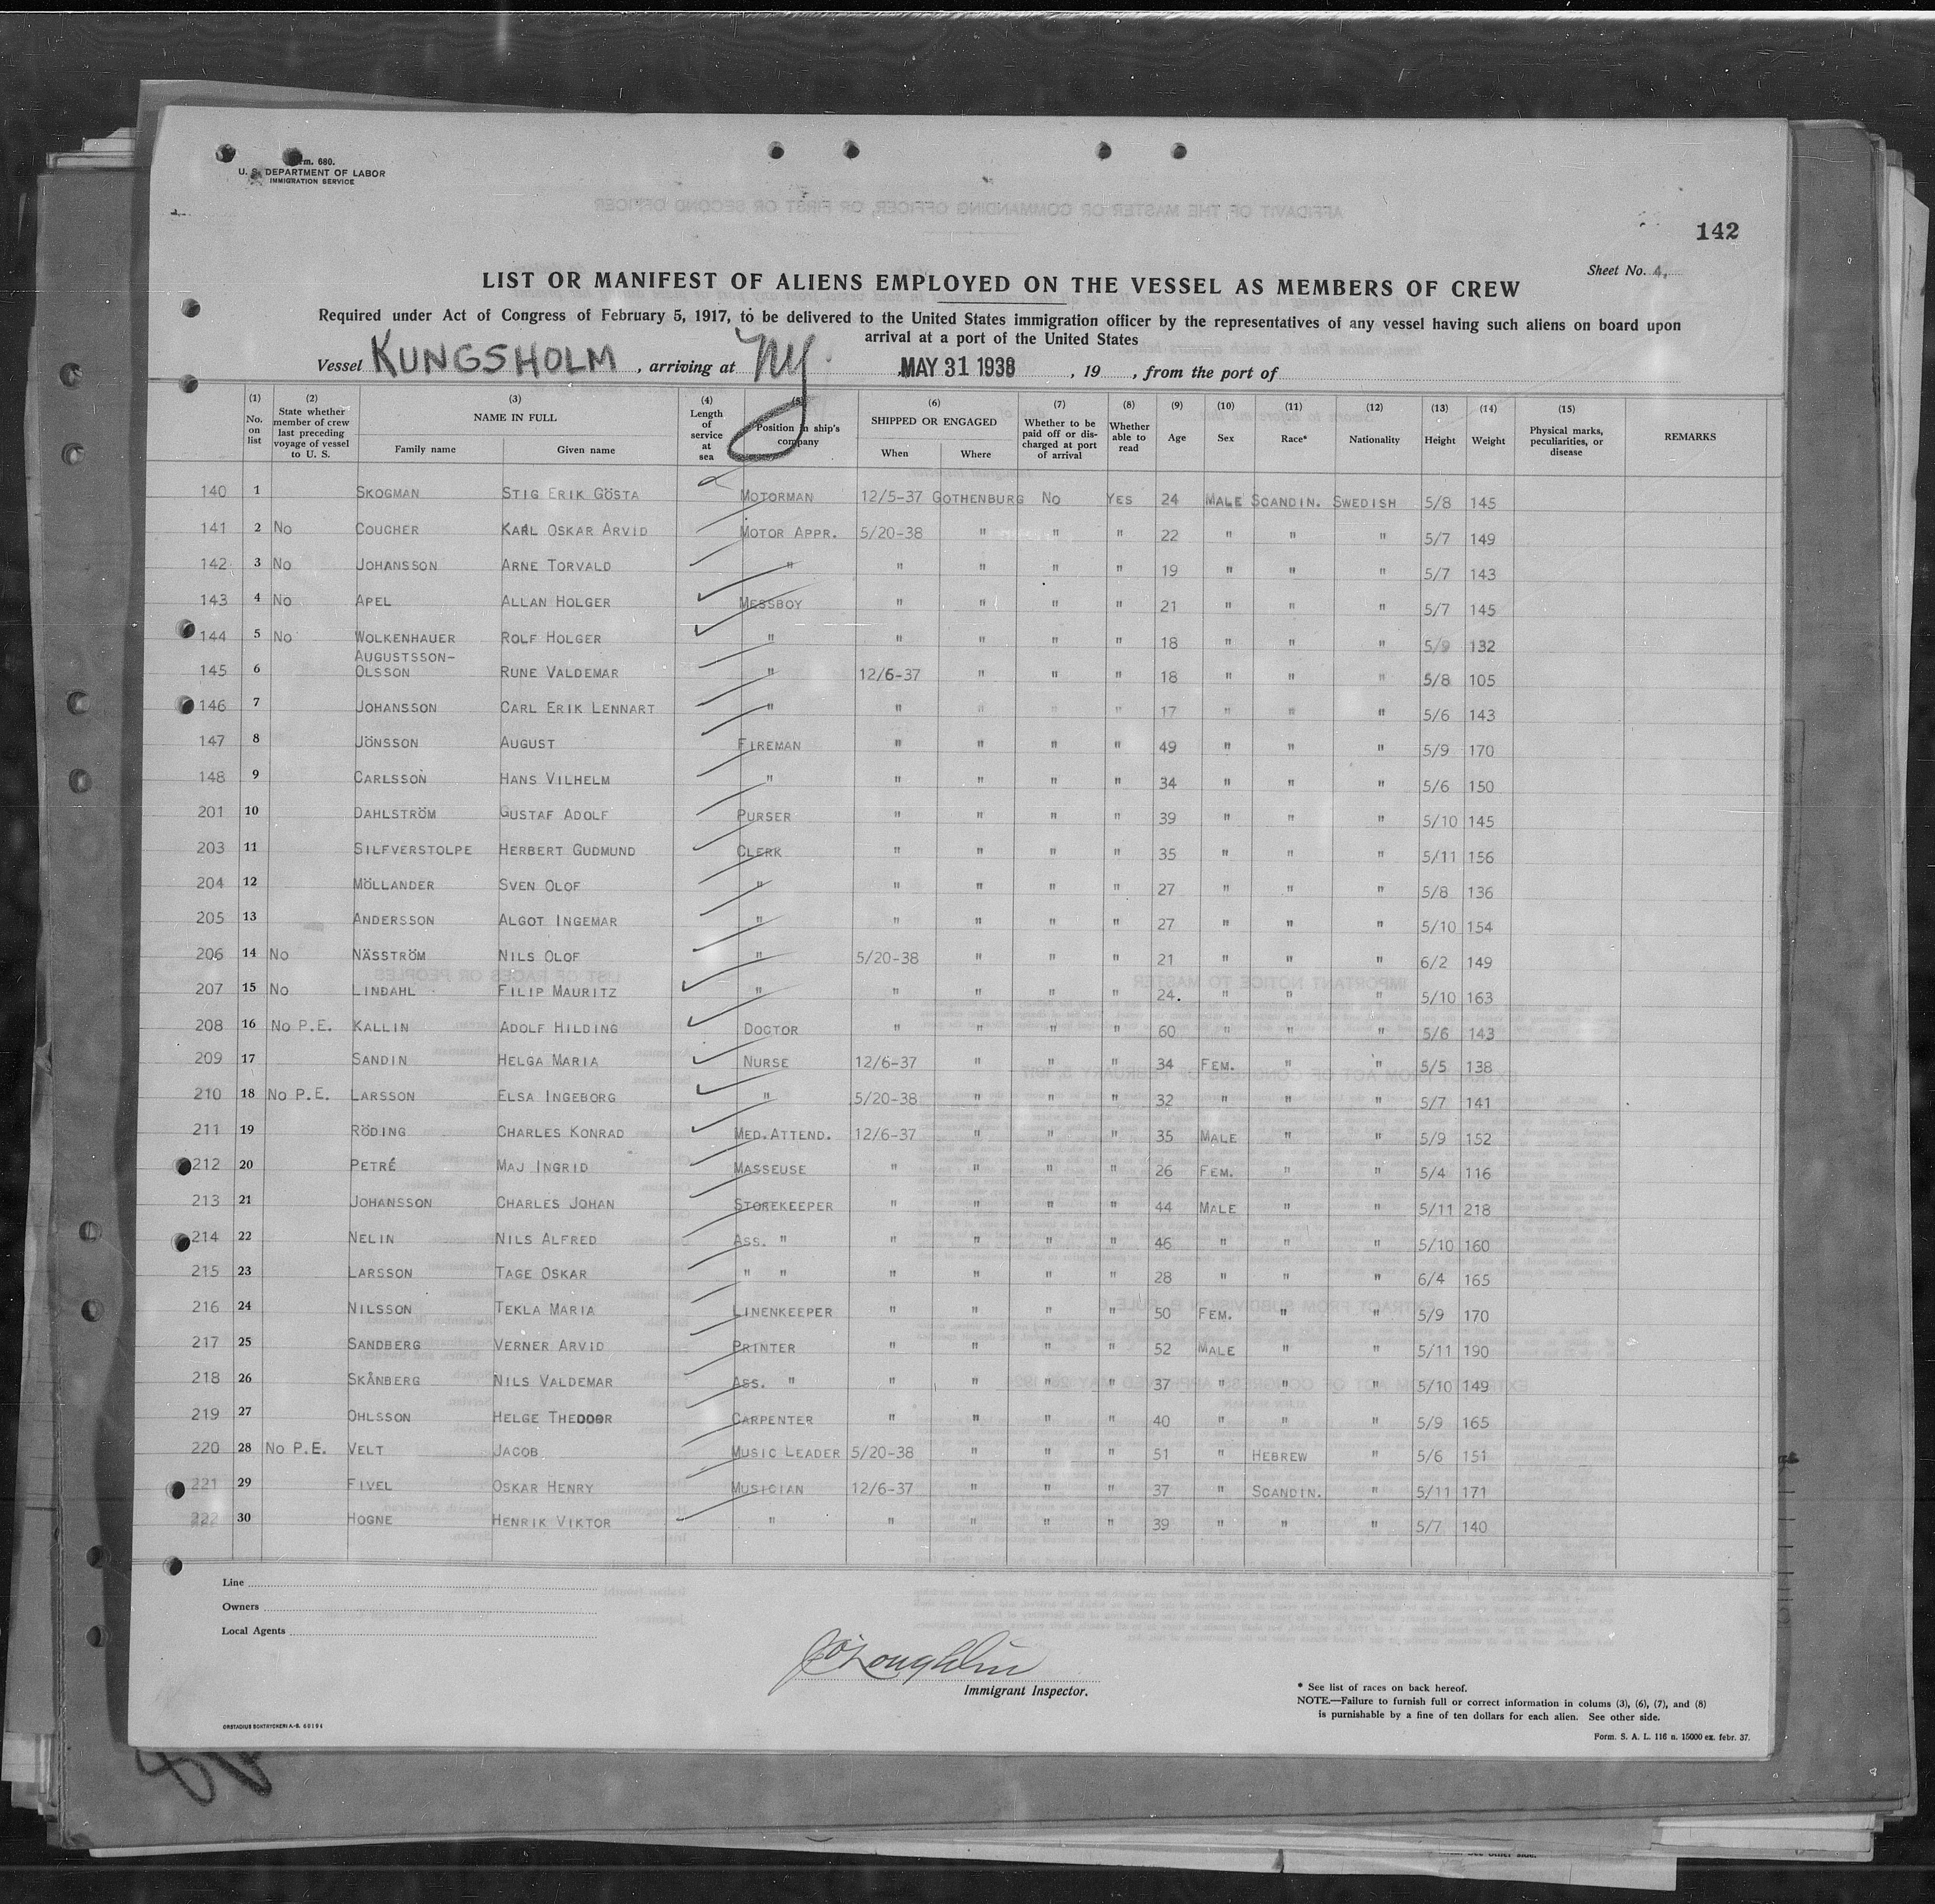 Form. 680.
U. S. DEPARTMENT OF LABOR
IMMIGRATION SERVICE
142
Sheet No. 4.
LIST OR MANIFEST OF ALIENS EMPLOYED ON THE VESSEL AS MEMBERS OF CREW
Required under Act of Congress of February 5, 1917, to be delivered to the United States immigration officer by the representatives of any vessel having such aliens on board upon
arrival at a port of the United States
Vessel KUNGSHOLM, arriving at NY. MAY 31 1938, 19 , from the port of
(1) No. on list (2) State whether member of crew last preceding voyage of vessel to U. S. (3) NAME IN FULL Family name Given name (4) Length of service at sea (5) Position in ship's company (6) SHIPPED OR ENGAGED When Where (7) Whether to be paid off or discharged at port of arrival (8) Whether able to read (9) Age (10) Sex (11) Race* (12) Nationality (13) Height (14) Weight (15) Physical marks, peculiarities, or disease REMARKS
140 1 SKOGMAN STIG ERIK GÖSTA MOTORMAN 12/5-37 GOTHENBURG NO YES 24 MALE SCANDIN. SWEDISH 5/8 145
141 2 NO COUCHER KARL OSKAR ARVID MOTOR APPR. 5/20-38 " " " 22 " " " 5/7 149
142 3 NO JOHANSSON ARNE TORVALD " " " " " 19 " " " 5/7 143
143 4 NO APEL ALLAN HOLGER MESSBOY " " " " 21 " " " 5/7 145
144 5 NO WOLKENHAUER ROLF HOLGER " " " " " 18 " " " 5/9 132
AUGUSTSSON-
145 6 OLSSON RUNE VALDEMAR " 12/6-37 " " " 18 " " " 5/8 105
146 7 JOHANSSON CARL ERIK LENNART " " " " " 17 " " " 5/6 143
147 8 JÖNSSON AUGUST FIREMAN " " " " 49 " " " 5/9 170
148 9 CARLSSON HANS VILHELM " " " " " 34 " " " 5/6 150
201 10 DAHLSTRÖM GUSTAF ADOLF PURSER " " " " 39 " " " 5/10 145
203 11 SILFVERSTOLPE HERBERT GUDMUND CLERK " " " " 35 " " " 5/11 156
204 12 MÖLLANDER SVEN OLOF " " " " " 27 " " " 5/8 136
205 13 ANDERSSON ALGOT INGEMAR " " " " " 27 " " " 5/10 154
206 14 NO NÄSSTRÖM NILS OLOF " 5/20-38 " " " 21 " " " 6/2 149
207 15 NO LINDAHL FILIP MAURITZ " " " " " 24. " " " 5/10 163
208 16 NO P.E. KALLIN ADOLF HILDING DOCTOR " " " " 60 " " " 5/6 143
209 17 SANDIN HELGA MARIA NURSE 12/6-37 " " " 34 FEM. " " 5/5 138
210 18 NO P.E. LARSSON ELSA INGEBORG " 5/20-38 " " " 32 " " " 5/7 141
211 19 RÖDING CHARLES KONRAD MED.ATTEND. 12/6-37 " " " 35 MALE " " 5/9 152
212 20 PETRÉ MAJ INGRID MASSEUSE " " " " 26 FEM. " " 5/4 116
213 21 JOHANSSON CHARLES JOHAN STOREKEEPER " " " " 44 MALE " " 5/11 218
214 22 NELIN NILS ALFRED ASS. " " " " " 46 " " " 5/10 160
215 23 LARSSON TAGE OSKAR " " " " " " 28 " " " 6/4 165
216 24 NILSSON TEKLA MARIA LINENKEEPER " " " " 50 FEM. " " 5/9 170
217 25 SANDBERG VERNER ARVID PRINTER " " " " 52 MALE " " 5/11 190
218 26 SKÅNBERG NILS VALDEMAR ASS. " " " " " 37 " " " 5/10 149
219 27 OHLSSON HELGE THEODOR CARPENTER " " " " 40 " " " 5/9 165
220 28 NO P.E. VELT JACOB MUSIC LEADER 5/20-38 " " " 51 " HEBREW " 5/6 151
221 29 FIVEL OSKAR HENRY MUSICIAN 12/6-37 " " " 37 " SCANDIN. " 5/11 171
222 30 HOGNE HENRIK VIKTOR " " " " " 39 " " " 5/7 140
Line
Owners
Local Agents
J O'Loughlin
Immigrant Inspector.
* See list of races on back hereof.
NOTE.—Failure to furnish full or correct information in colums (3), (6), (7), and (8)
is punishable by a fine of ten dollars for each alien. See other side.
ORSTADIUS BOKTRYCKERI A.-B. 60194
Form. S. A. L. 116 n. 15000 ex. febr. 37.